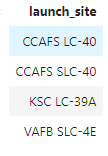 launch_site
CCAFS LC-40
CCAFS SLC-40
KSC LC-39A
VAFB SLC-4E